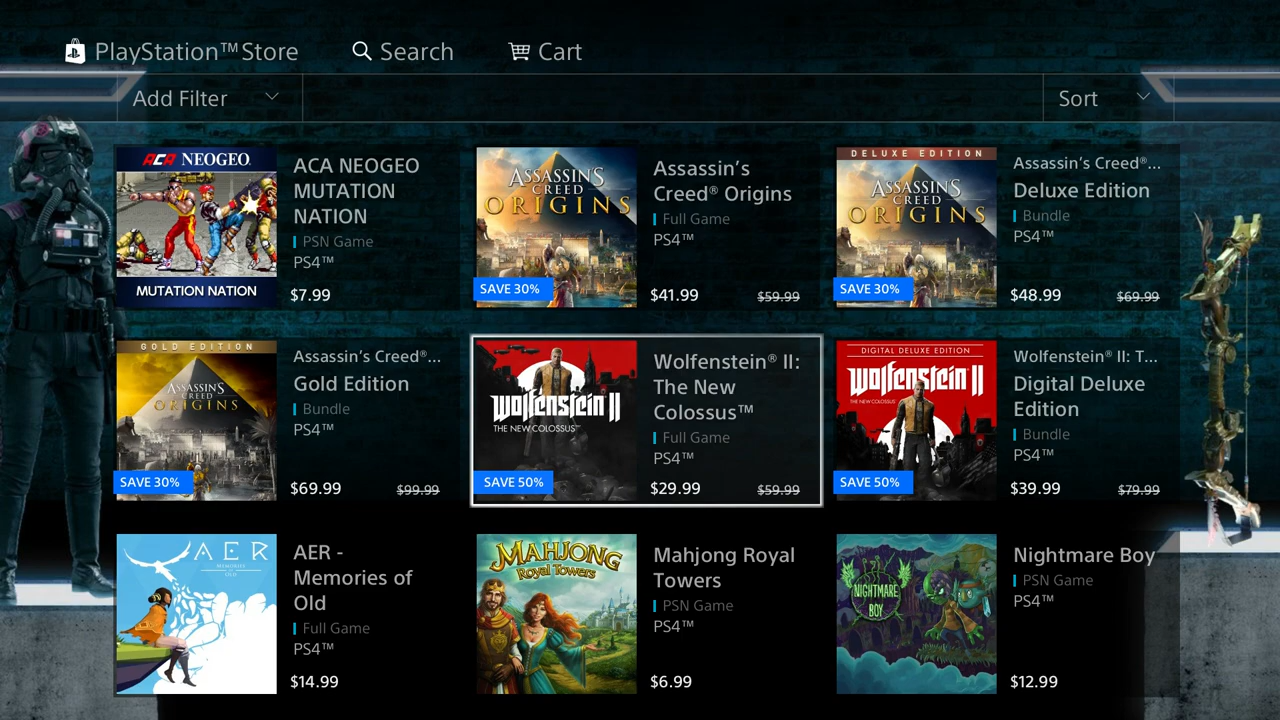 PlayStation™Store
Search
Cart
Add Filter
Sort
ACA NEOGEO
MUTATION NATION
ACA NEOGEO
MUTATION
NATION
PSN Game
PS4™
$7.99
ASSASSIN'S
CREED
ORIGINS
SAVE 30%
Assassin's
Creed® Origins
Full Game
PS4™
$41.99 $59.99
DELUXE EDITION
ASSASSIN'S
CREED
ORIGINS
SAVE 30%
Assassin's Creed®...
Deluxe Edition
Bundle
PS4™
$48.99 $69.99
GOLD EDITION
ASSASSIN'S
CREED
ORIGINS
SAVE 30%
Assassin's Creed®...
Gold Edition
Bundle
PS4™
$69.99 $99.99
Wolfenstein II
THE NEW COLOSSUS™
SAVE 50%
Wolfenstein® II:
The New
Colossus™
Full Game
PS4™
$29.99 $59.99
DIGITAL DELUXE EDITION
Wolfenstein II
THE NEW COLOSSUS
SAVE 50%
Wolfenstein® II: T...
Digital Deluxe
Edition
Bundle
PS4™
$39.99 $79.99
AER
MEMORIES
OF
OLD
AER -
Memories of
Old
Full Game
PS4™
$14.99
MAHJONG
Royal Towers
Mahjong Royal
Towers
PSN Game
PS4™
$6.99
NIGHTMARE
BOY
Nightmare Boy
PSN Game
PS4™
$12.99